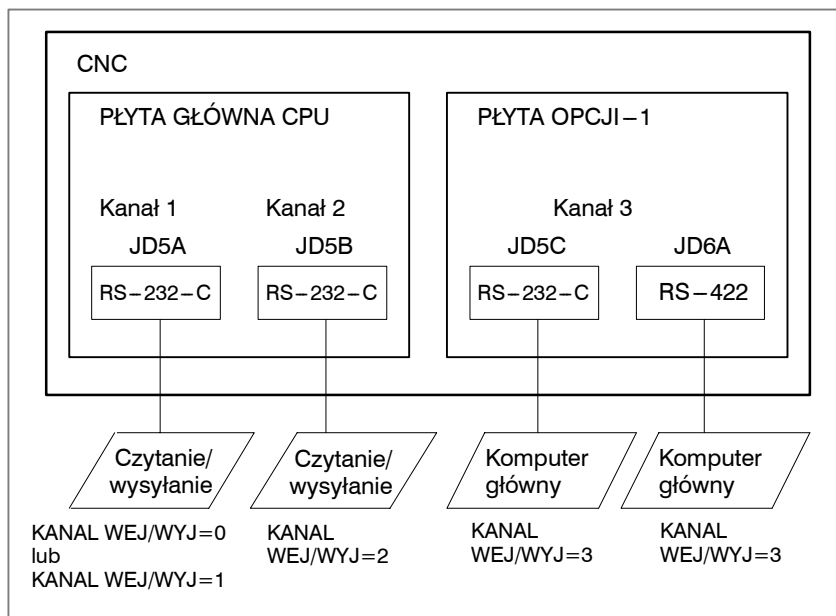 CNC
PŁYTA GŁÓWNA CPU
PŁYTA OPCJI−1
Kanał 1
Kanał 2
Kanał 3
JD5A
JD5B
JD5C
JD6A
RS−232−C
RS−232−C
RS−232−C
RS−422
Czytanie/
wysyłanie
Czytanie/
wysyłanie
Komputer
główny
Komputer
główny
KANAL WEJ/WYJ=0
lub
KANAL WEJ/WYJ=1
KANAL
WEJ/WYJ=2
KANAL
WEJ/WYJ=3
KANAL
WEJ/WYJ=3